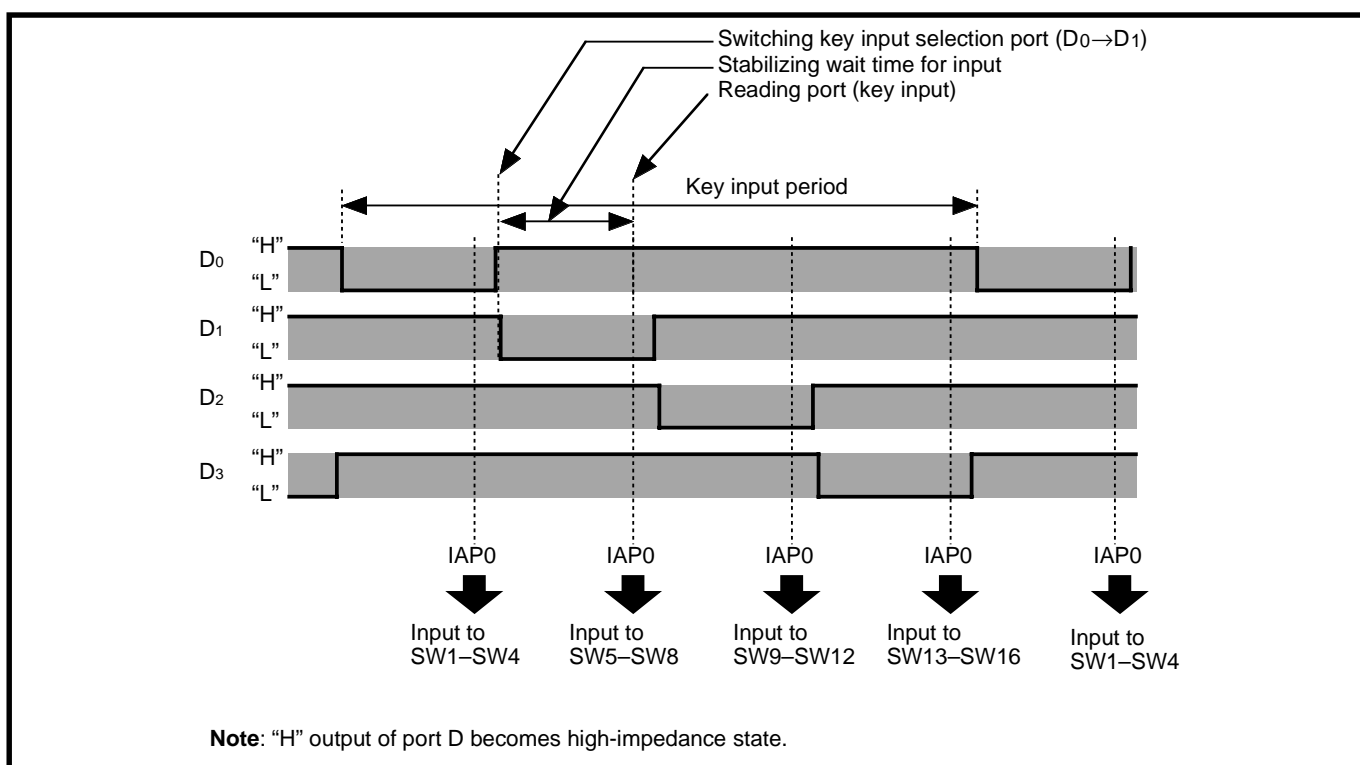 Switching key input selection port (D0→D1)
Stabilizing wait time for input
Reading port (key input)
Key input period
D0 “H”
“L”
D1 “H”
“L”
D2 “H”
“L”
D3 “H”
“L”
IAP0 IAP0 IAP0 IAP0 IAP0
Input to SW1–SW4
Input to SW5–SW8
Input to SW9–SW12
Input to SW13–SW16
Input to SW1–SW4
Note: “H” output of port D becomes high-impedance state.